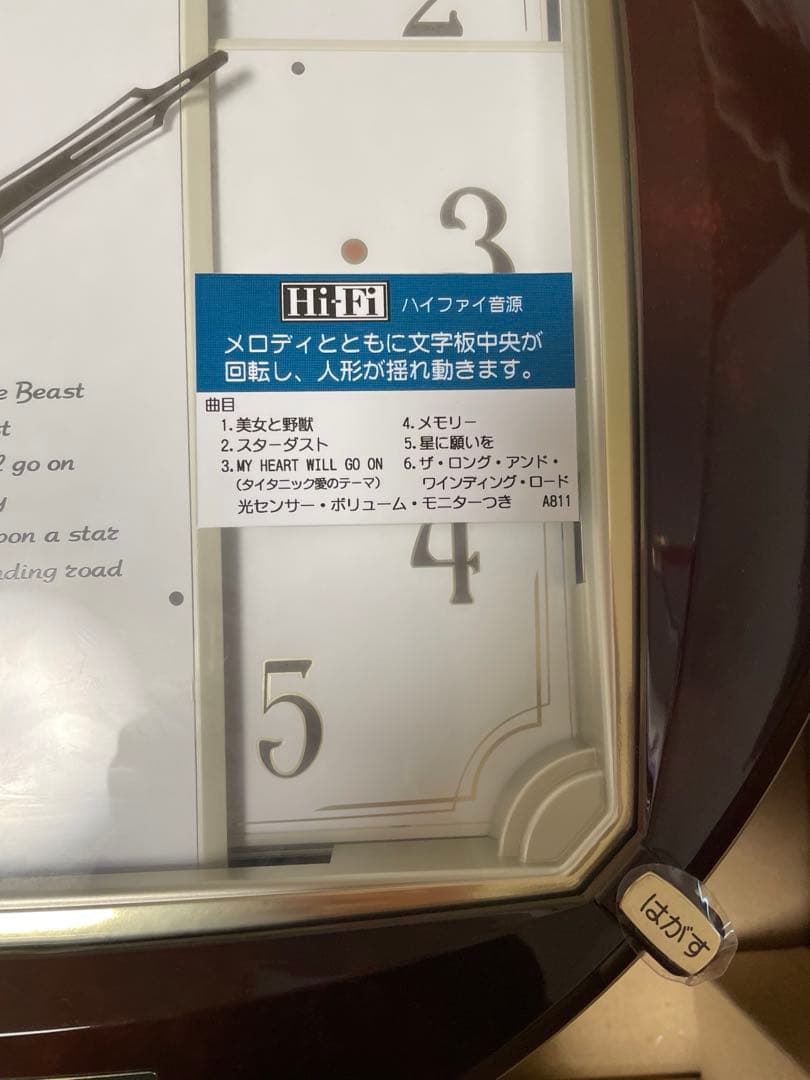 2
3
Hi-Fi ハイファイ音源
メロディとともに文字板中央が
回転し、人形が揺れ動きます。
曲目
1.美女と野獣
2.スターダスト
3.MY HEART WILL GO ON
(タイタニック愛のテーマ)
4.メモリー
5.星に願いを
6.ザ・ロング・アンド・
ワインディング・ロード
光センサー・ボリューム・モニターつき A811
Beast
go on
a star
road
4
5
はがす